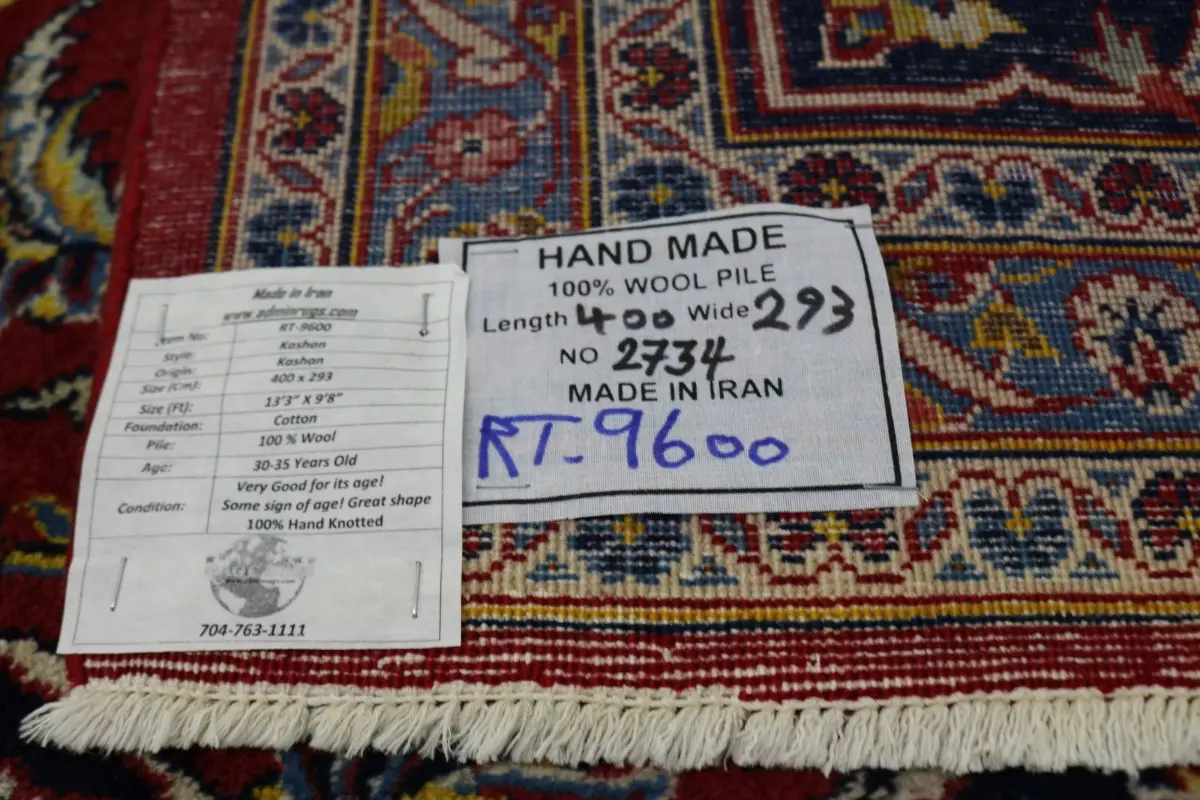 Made in Iran
www.adminrugs.com
Item No: RT-9600
Style: Kashan
Origin: Kashan
Size (Cm): 400 x 293
Size (Ft): 13'3" X 9'8"
Foundation: Cotton
Pile: 100 % Wool
Age: 30-35 Years Old
Condition: Very Good for its age!
Some sign of age! Great shape
100% Hand Knotted
www.adminrugs.com
704-763-1111
HAND MADE
100% WOOL PILE
Length 400 Wide 293
NO 2734
MADE IN IRAN
RT-9600